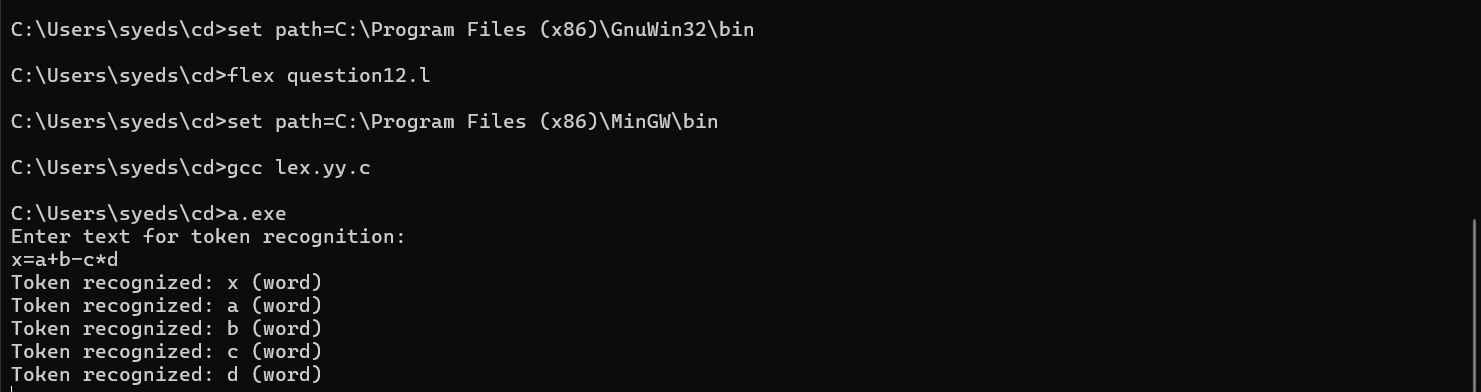 C:\Users\syeds\cd>set path=C:\Program Files (x86)\GnuWin32\bin
C:\Users\syeds\cd>flex question12.l
C:\Users\syeds\cd>set path=C:\Program Files (x86)\MinGW\bin
C:\Users\syeds\cd>gcc lex.yy.c
C:\Users\syeds\cd>a.exe
Enter text for token recognition:
x=a+b-c*d
Token recognized: x (word)
Token recognized: a (word)
Token recognized: b (word)
Token recognized: c (word)
Token recognized: d (word)